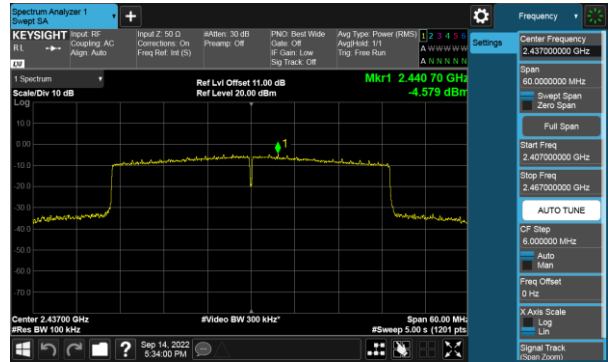 Spectrum Analyzer 1
Swept SA
+
Frequency
KEYSIGHT
Input: RF
Input Z: 50 Ω
#Atten: 30 dB
PNO: Best Wide
Avg Type: Power (RMS)
1 2 3 4 5 6
RL
Coupling: AC
Corrections: On
Preamp: Off
Gate: Off
Avg|Hold: 1/1
A W W W W W
Align: Auto
Freq Ref: Int (S)
IF Gain: Low
Trig: Free Run
Sig Track: Off
A N N N N N
LXI
1 Spectrum
Ref Lvl Offset 11.00 dB
Mkr1 2.440 70 GHz
Scale/Div 10 dB
Ref Level 20.00 dBm
-4.579 dBm
Log
10.0
0.00
1
-10.0
-20.0
-30.0
-40.0
-50.0
-60.0
-70.0
Center 2.43700 GHz
#Video BW 300 kHz*
Span 60.00 MHz
#Res BW 100 kHz
#Sweep 5.00 s (1201 pts)
Settings
Center Frequency
2.437000000 GHz
Span
60.0000000 MHz
Swept Span
Zero Span
Full Span
Start Freq
2.407000000 GHz
Stop Freq
2.467000000 GHz
AUTO TUNE
CF Step
6.000000 MHz
Auto
Man
Freq Offset
0 Hz
X Axis Scale
Log
Lin
Signal Track
(Span Zoom)
?
Sep 14, 2022
5:34:00 PM